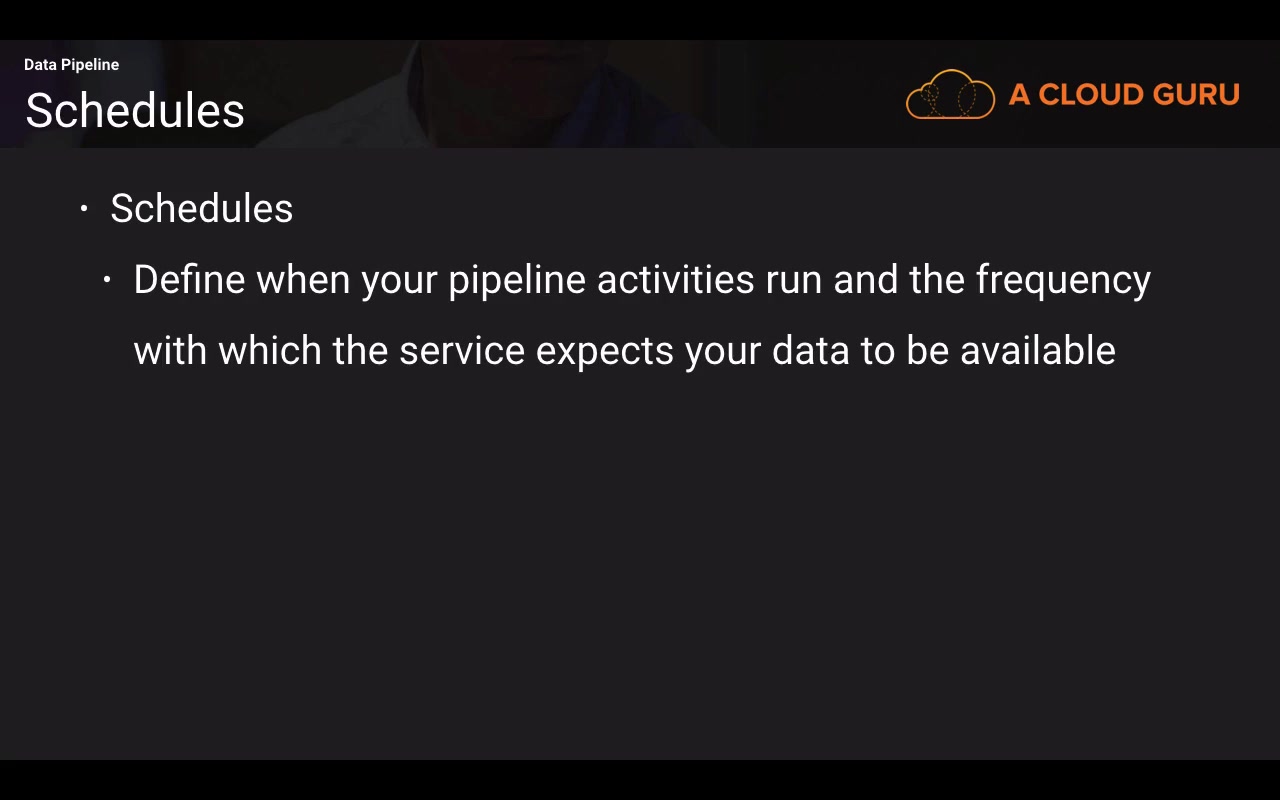 Data Pipeline
Schedules
A CLOUD GURU
• Schedules
• Define when your pipeline activities run and the frequency
with which the service expects your data to be available